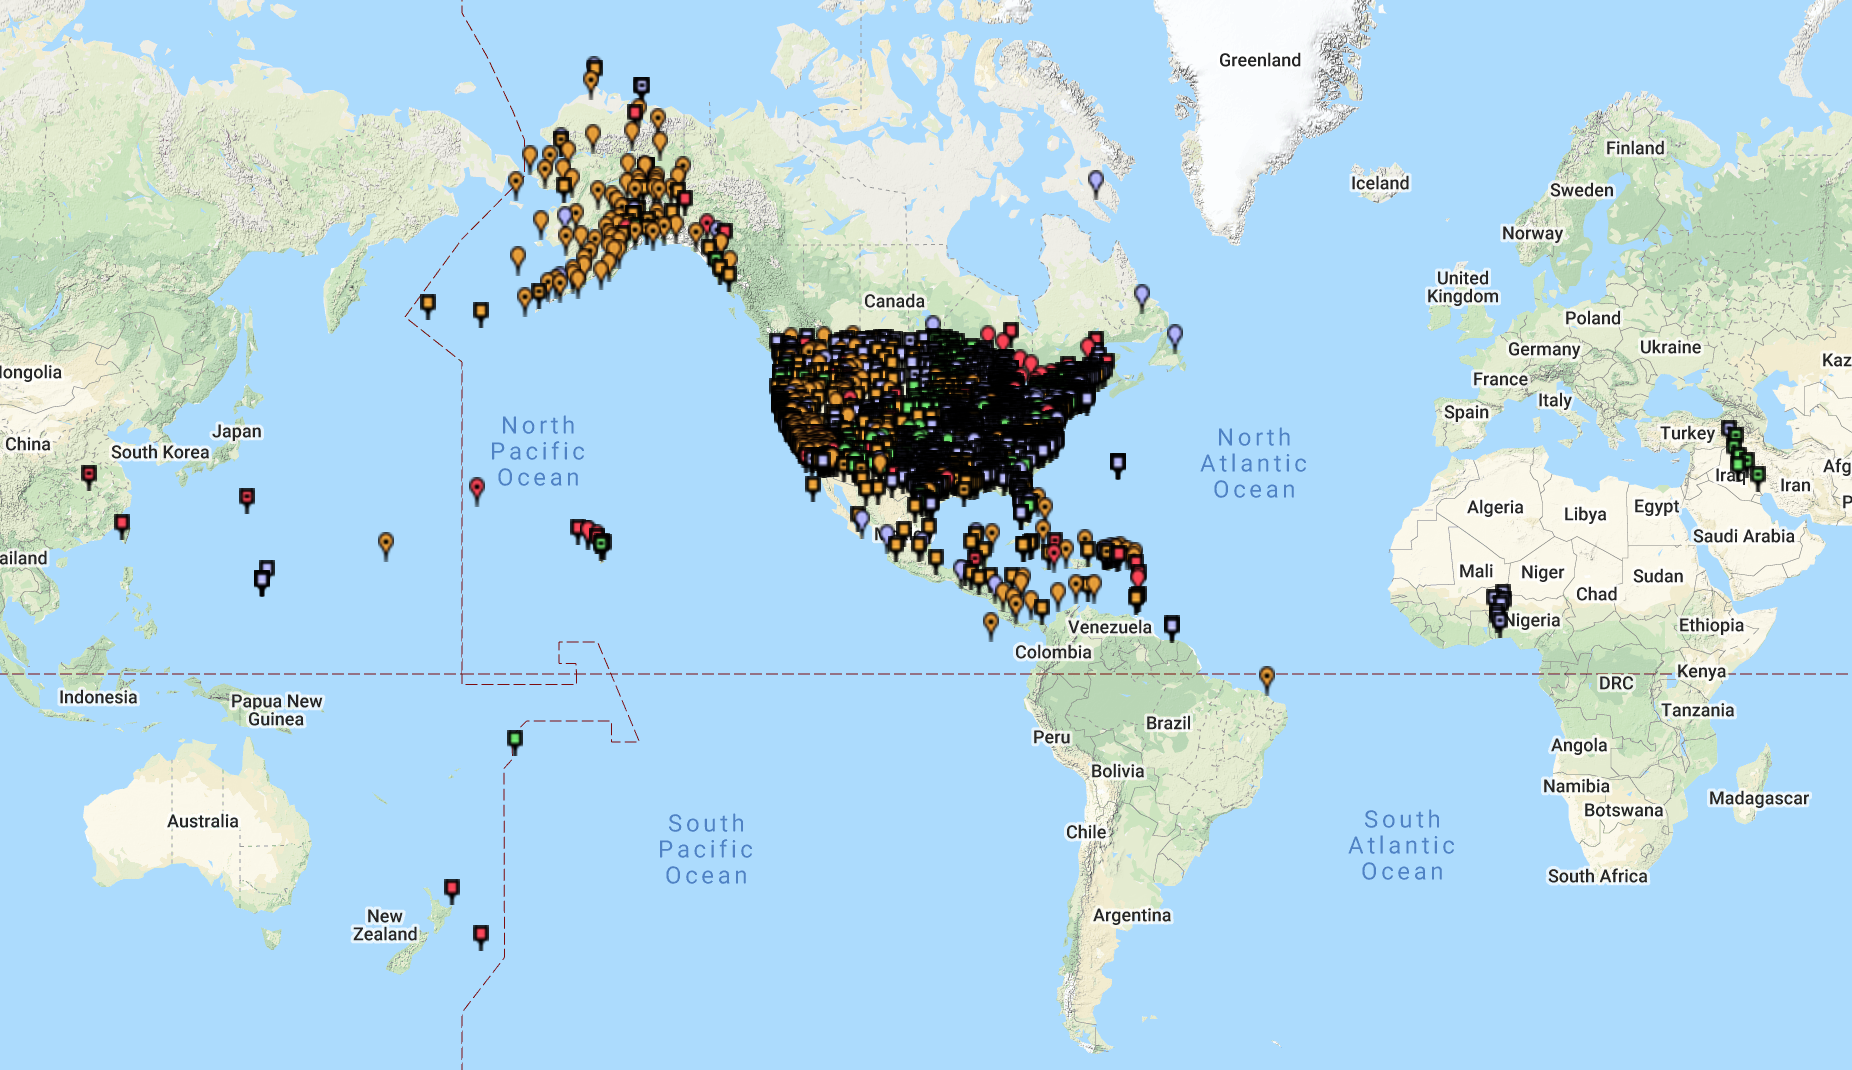 Greenland
Finland
Iceland
Sweden
Norway
United
Kingdom
Canada
Poland
Germany
Ukraine
France
Italy
Spain
Turkey
Kaz
ongolia
China
South Korea
Japan
North
Pacific
Ocean
North
Atlantic
Ocean
Iraq
Iran
Afg
Algeria
Libya
Egypt
Saudi Arabia
ailand
Mali
Niger
Chad
Sudan
Nigeria
Ethiopia
Venezuela
Colombia
Kenya
DRC
Tanzania
Indonesia
Papua New
Guinea
Brazil
Peru
Bolivia
Angola
Namibia
Botswana
Madagascar
Australia
South
Pacific
Ocean
Chile
South
Atlantic
Ocean
South Africa
New
Zealand
Argentina